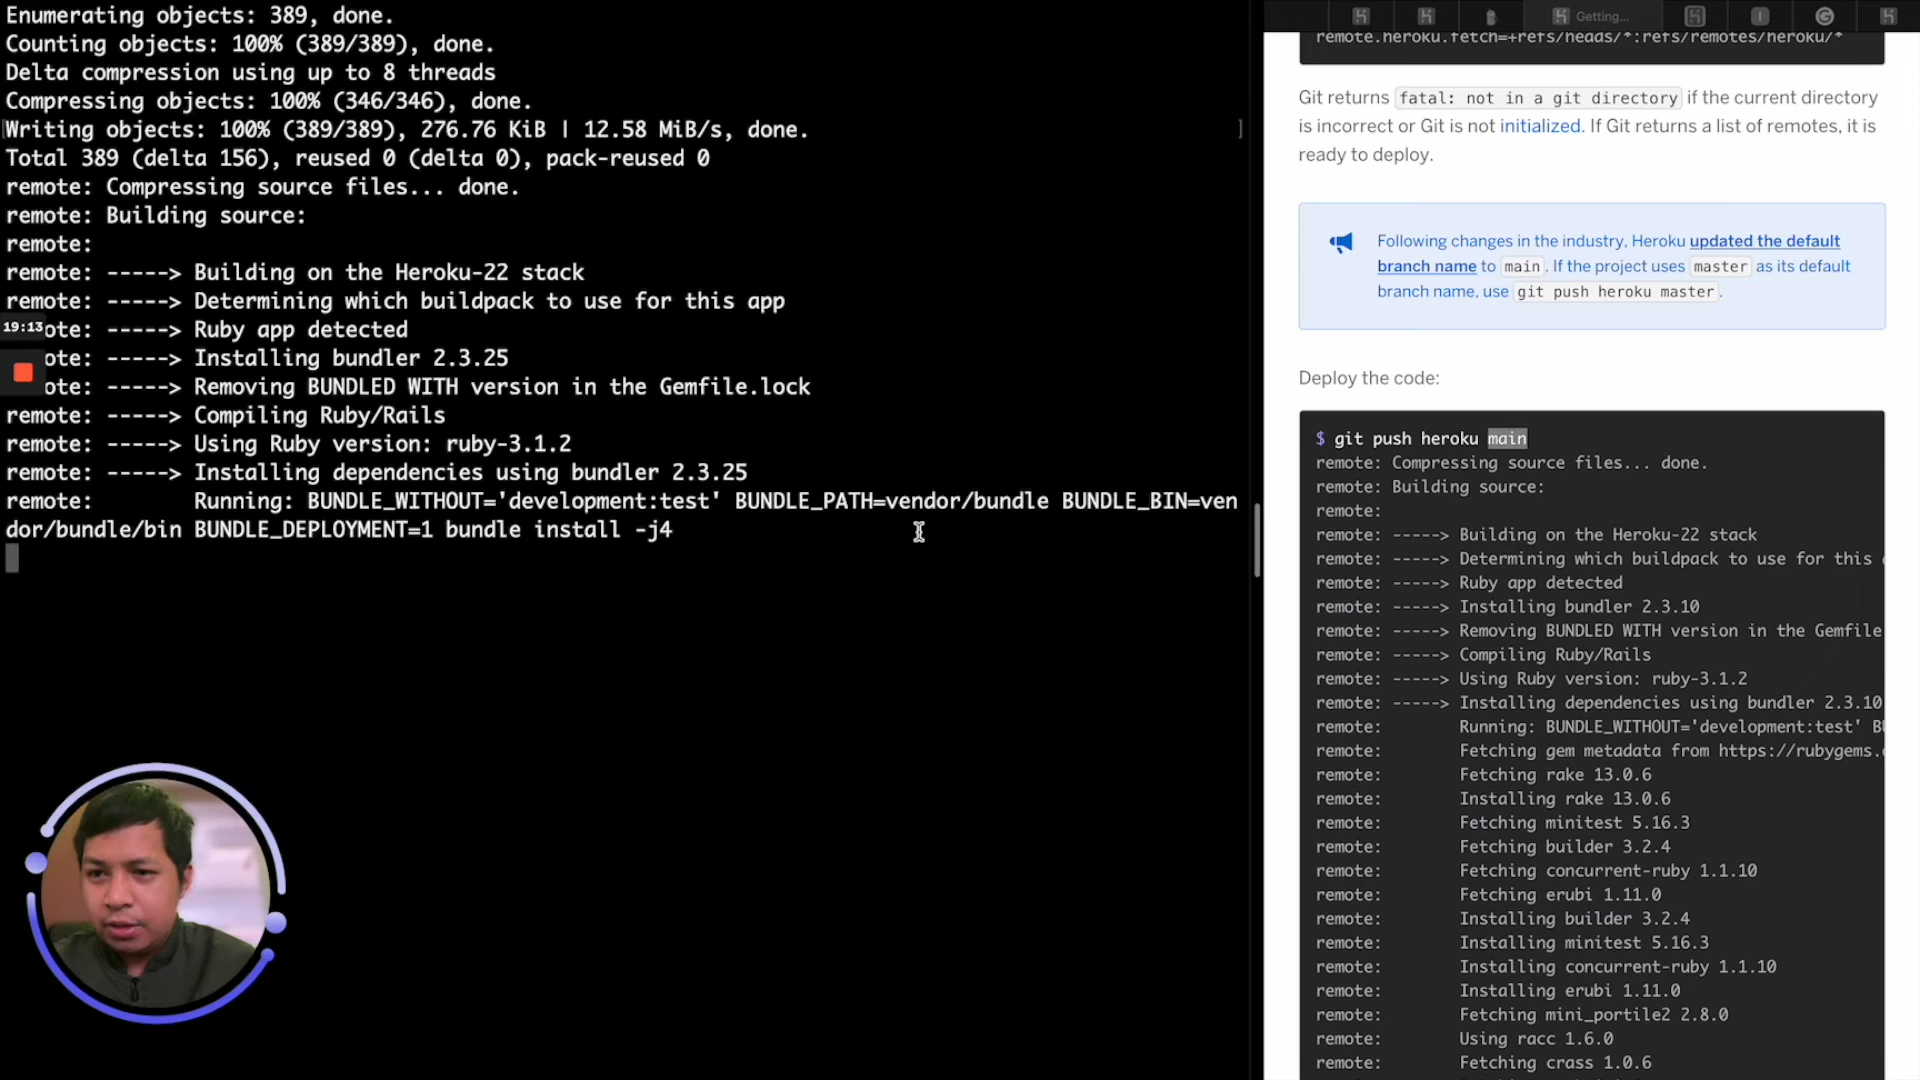 Enumerating objects: 389, done.
Counting objects: 100% (389/389), done.
Delta compression using up to 8 threads
Compressing objects: 100% (346/346), done.
Writing objects: 100% (389/389), 276.76 KiB | 12.58 MiB/s, done.
Total 389 (delta 156), reused 0 (delta 0), pack-reused 0
remote: Compressing source files... done.
remote: Building source:
remote:
remote: -----> Building on the Heroku-22 stack
remote: -----> Determining which buildpack to use for this app
19:13
ote: -----> Ruby app detected
ote: -----> Installing bundler 2.3.25
ote: -----> Removing BUNDLED WITH version in the Gemfile.lock
remote: -----> Compiling Ruby/Rails
remote: -----> Using Ruby version: ruby-3.1.2
remote: -----> Installing dependencies using bundler 2.3.25
remote:        Running: BUNDLE_WITHOUT='development:test' BUNDLE_PATH=vendor/bundle BUNDLE_BIN=ven
dor/bundle/bin BUNDLE_DEPLOYMENT=1 bundle install -j4
Getting...
remote.heroku.fetch=+refs/heads/*:refs/remotes/heroku/*
Git returns fatal: not in a git directory if the current directory
is incorrect or Git is not initialized. If Git returns a list of remotes, it is
ready to deploy.
Following changes in the industry, Heroku updated the default
branch name to main. If the project uses master as its default
branch name, use git push heroku master.
Deploy the code:
$ git push heroku main
remote: Compressing source files... done.
remote: Building source:
remote:
remote: -----> Building on the Heroku-22 stack
remote: -----> Determining which buildpack to use for this
remote: -----> Ruby app detected
remote: -----> Installing bundler 2.3.10
remote: -----> Removing BUNDLED WITH version in the Gemfile
remote: -----> Compiling Ruby/Rails
remote: -----> Using Ruby version: ruby-3.1.2
remote: -----> Installing dependencies using bundler 2.3.10
remote:        Running: BUNDLE_WITHOUT='development:test'
remote:        Fetching gem metadata from https://rubygems.
remote:        Fetching rake 13.0.6
remote:        Installing rake 13.0.6
remote:        Fetching minitest 5.16.3
remote:        Fetching builder 3.2.4
remote:        Fetching concurrent-ruby 1.1.10
remote:        Fetching erubi 1.11.0
remote:        Installing builder 3.2.4
remote:        Installing minitest 5.16.3
remote:        Installing concurrent-ruby 1.1.10
remote:        Installing erubi 1.11.0
remote:        Fetching mini_portile2 2.8.0
remote:        Using racc 1.6.0
remote:        Fetching crass 1.0.6